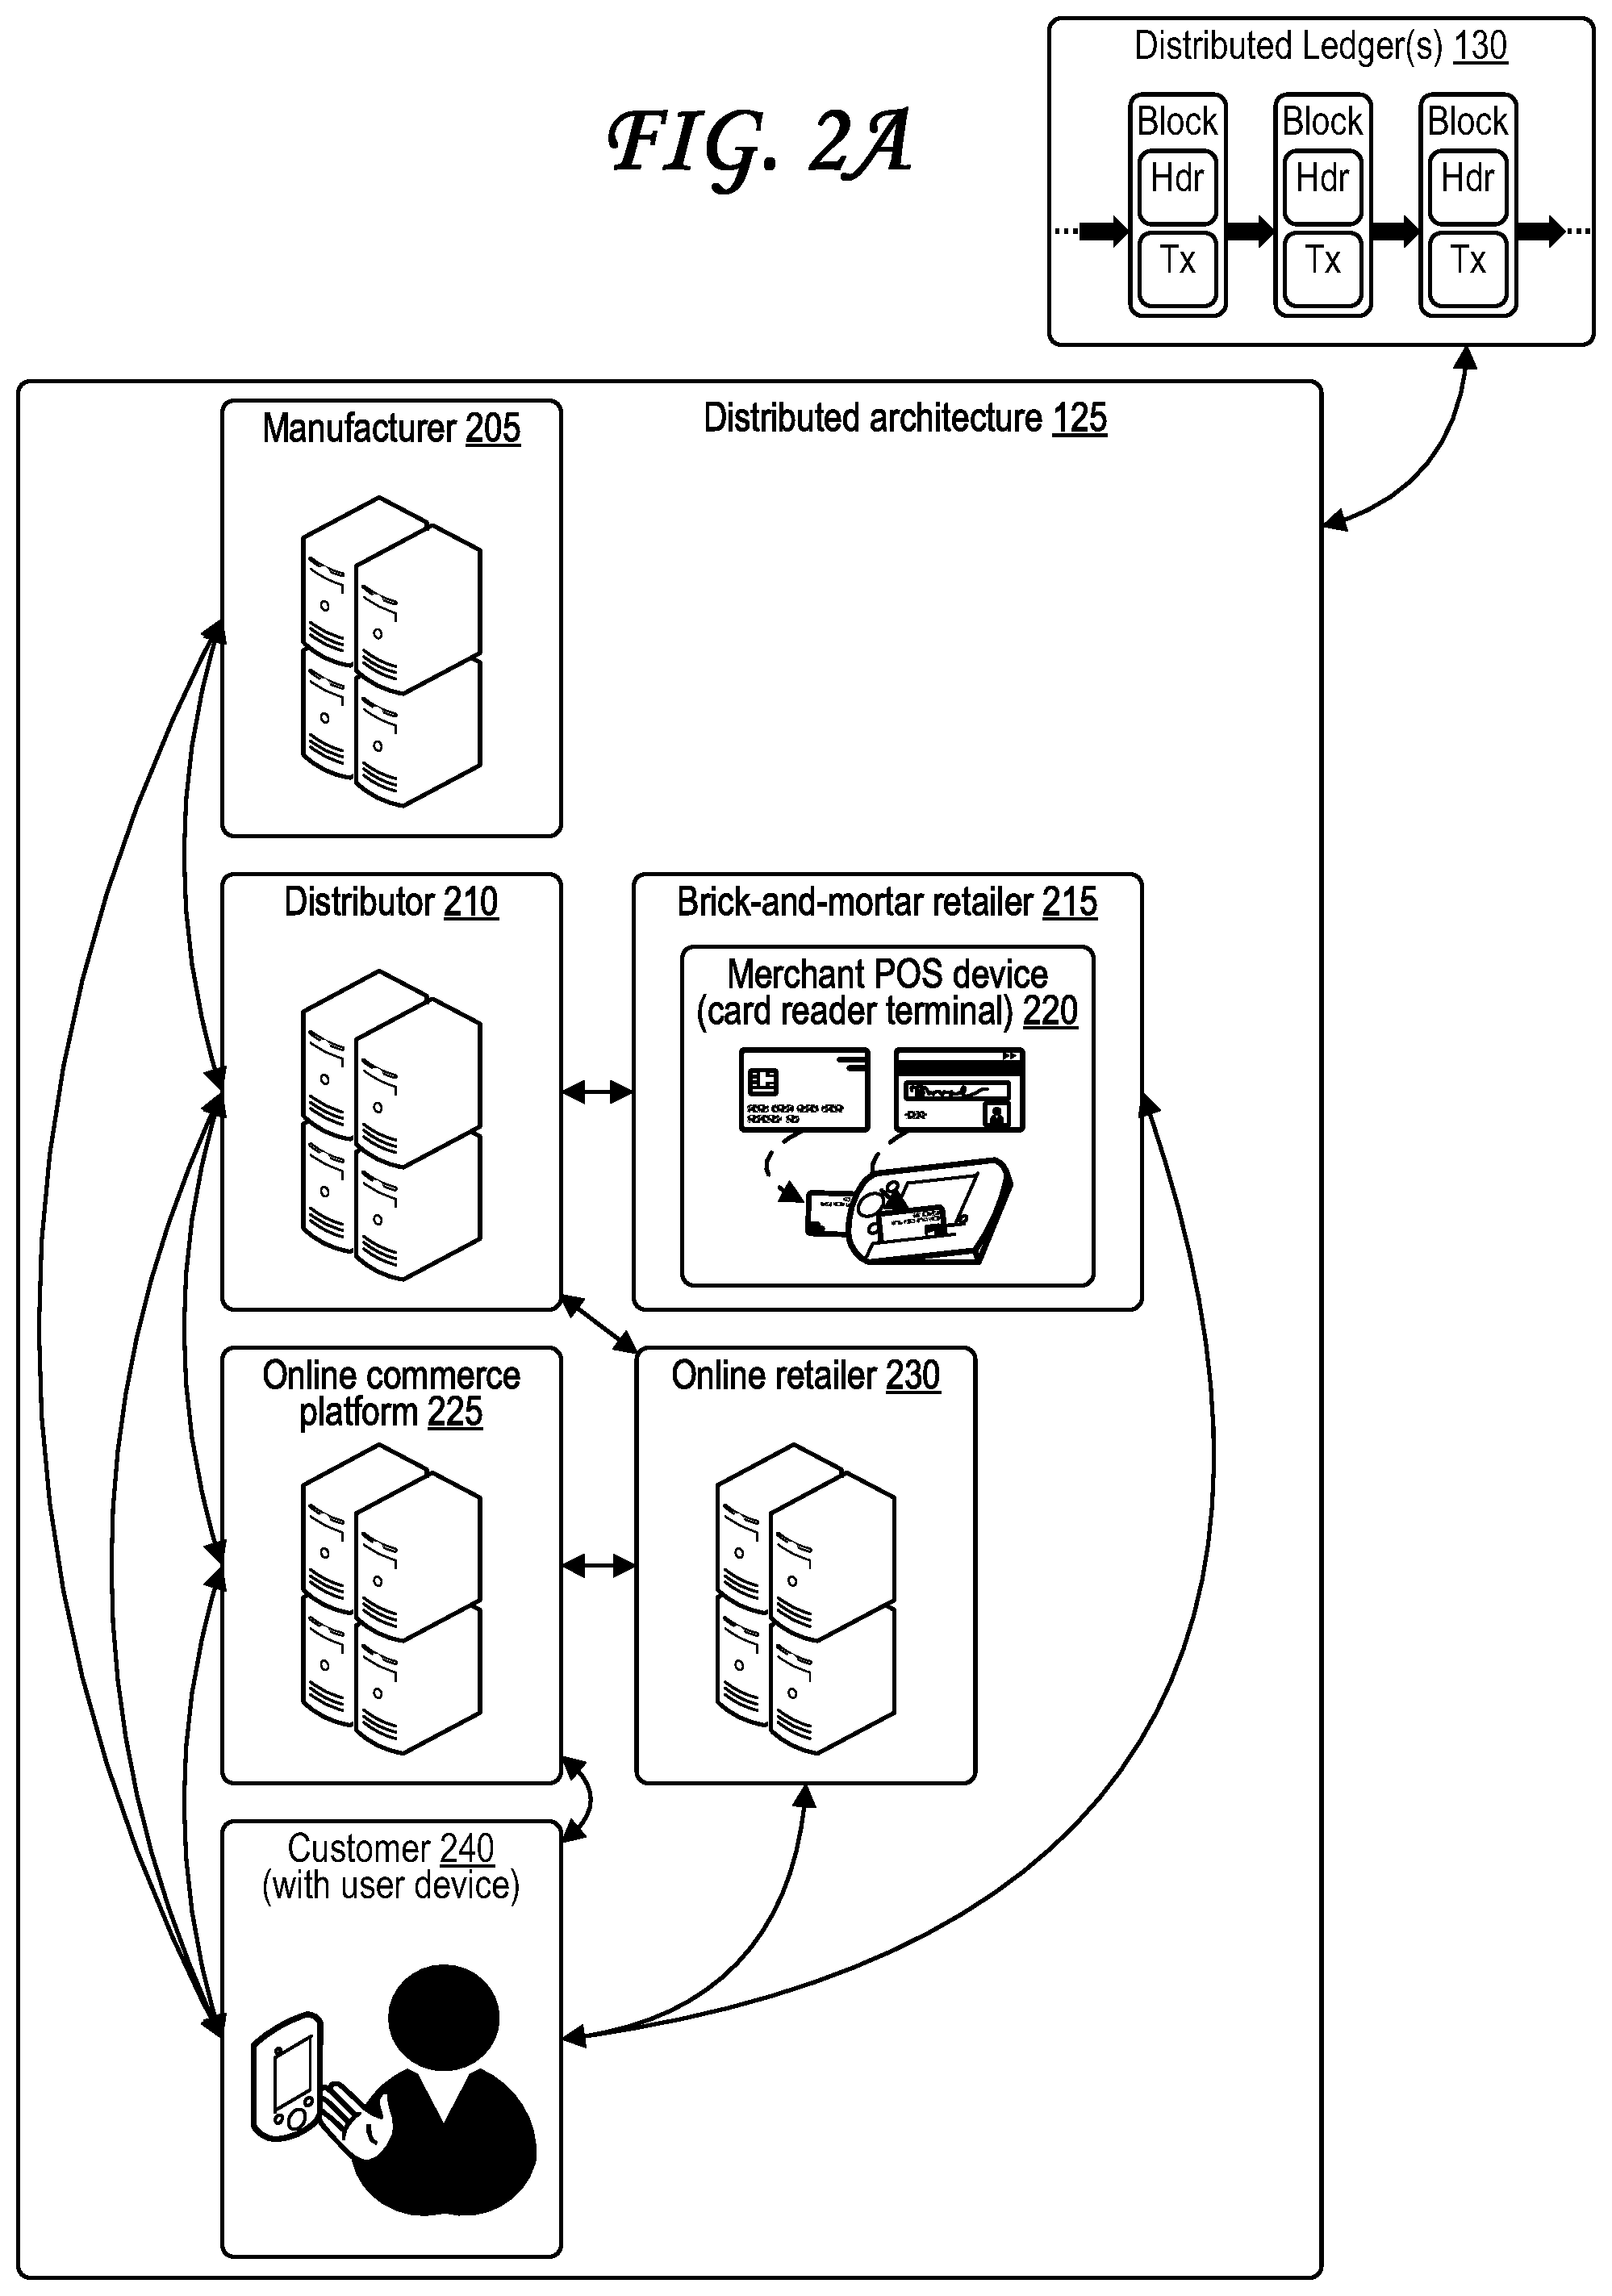 FIG. 2A
Distributed Ledger(s) 130
Block Block Block
Hdr Hdr Hdr
Tx Tx Tx
Distributed architecture 125
Manufacturer 205
Distributor 210
Brick-and-mortar retailer 215
Merchant POS device
(card reader terminal) 220
Online commerce
platform 225
Online retailer 230
Customer 240
(with user device)